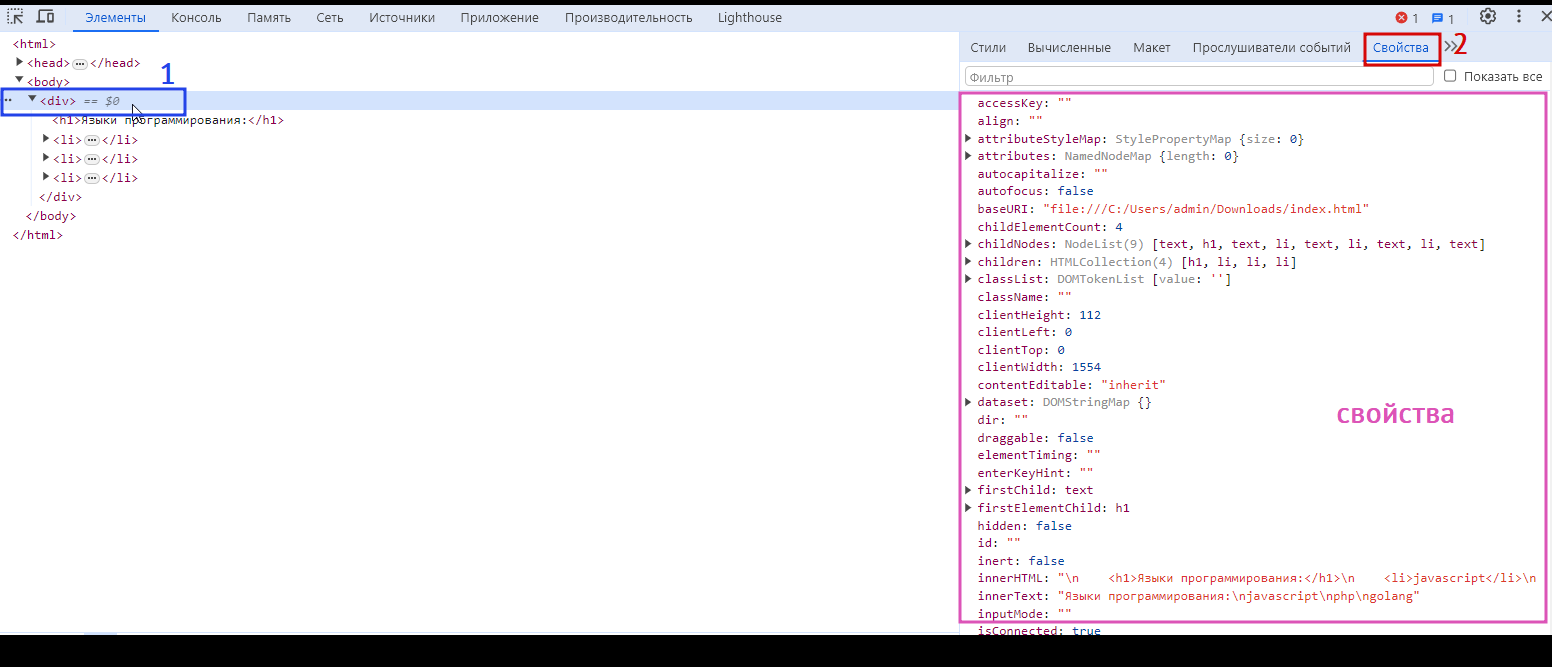 Элементы Консоль Память Сеть Источники Приложение Производительность Lighthouse 1 1
<html>
<head> … </head>
1
<body>
<div> == $0
<h1>Языки программирования:</h1>
<li> … </li>
<li> … </li>
<li> … </li>
</div>
</body>
</html>
Стили Вычисленные Макет Прослушиватели событий Свойства 2
Фильтр Показать все
accessKey: ""
align: ""
attributeStyleMap: StylePropertyMap {size: 0}
attributes: NamedNodeMap {length: 0}
autocapitalize: ""
autofocus: false
baseURI: "file:///C:/Users/admin/Downloads/index.html"
childElementCount: 4
childNodes: NodeList(9) [text, h1, text, li, text, li, text, li, text]
children: HTMLCollection(4) [h1, li, li, li]
classList: DOMTokenList [value: '']
className: ""
clientHeight: 112
clientLeft: 0
clientTop: 0
clientWidth: 1554
contentEditable: "inherit"
dataset: DOMStringMap {}
свойства
dir: ""
draggable: false
elementTiming: ""
enterKeyHint: ""
firstChild: text
firstElementChild: h1
hidden: false
id: ""
inert: false
innerHTML: "\n    <h1>Языки программирования:</h1>\n    <li>javascript</li>\n
innerText: "Языки программирования:\njavascript\nphp\ngolang"
inputMode: ""
isConnected: true